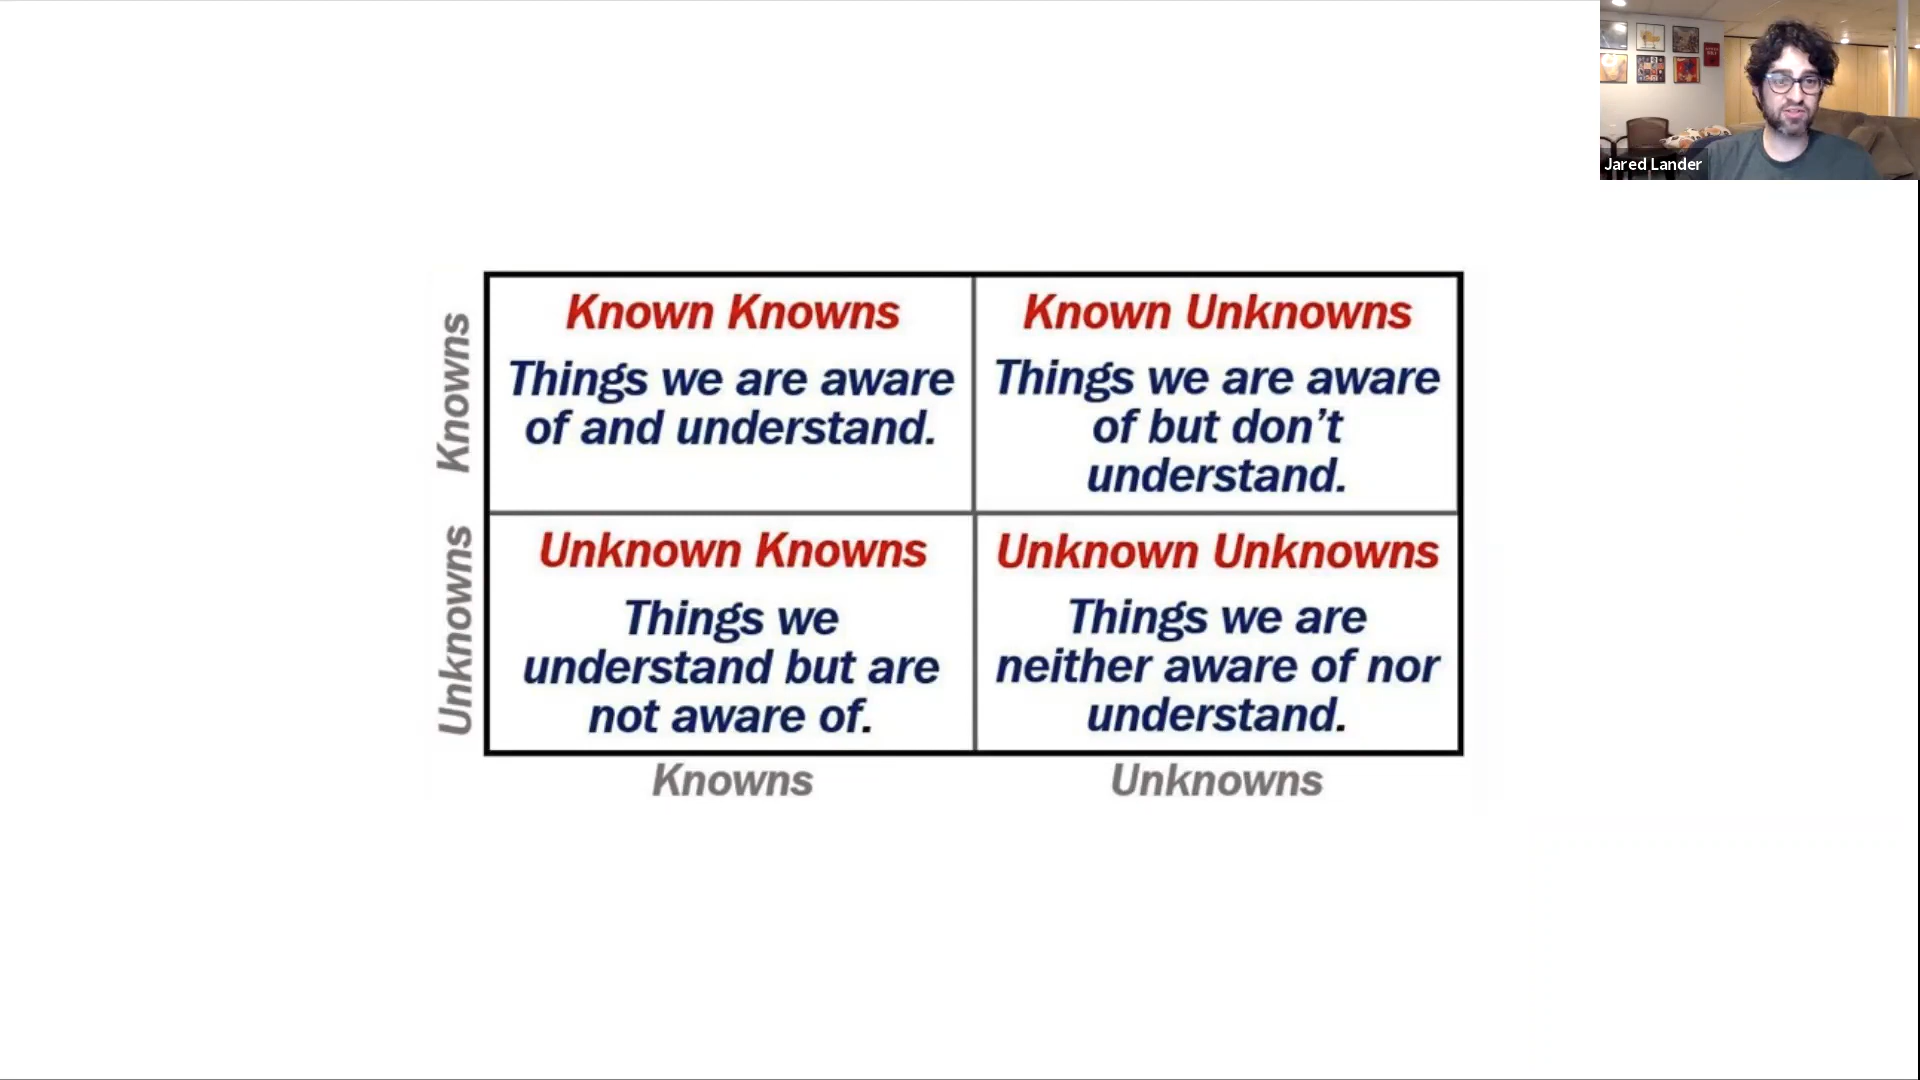 Jared Lander
Knowns
Known Knowns
Things we are aware
of and understand.
Known Unknowns
Things we are aware
of but don’t
understand.
Unknowns
Unknown Knowns
Things we
understand but are
not aware of.
Unknown Unknowns
Things we are
neither aware of nor
understand.
Knowns
Unknowns